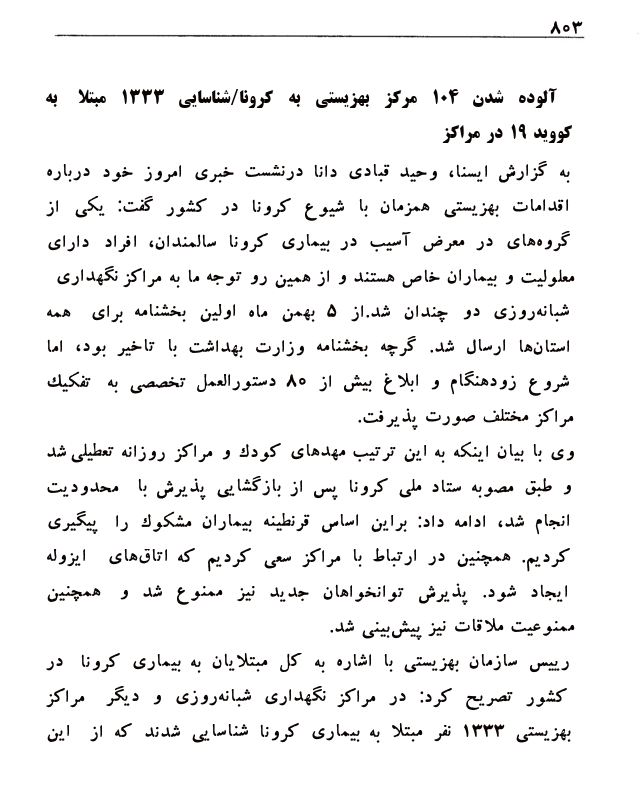 ۸۰۳
آلوده شدن ۱۰۴ مرکز بهزیستی به کرونا/شناسایی ۱۳۳۳ مبتلا به
کووید ۱۹ در مراکز
به گزارش ایسنا، وحید قبادی دانا درنشست خبری امروز خود درباره
اقدامات بهزیستی همزمان با شیوع کرونا در کشور گفت: یکی از
گروه‌های در معرض آسیب در بیماری کرونا سالمندان، افراد دارای
معلولیت و بیماران خاص هستند و از همین رو توجه ما به مراکز نگهداری
شبانه‌روزی دو چندان شد.از ۵ بهمن ماه اولین بخشنامه برای همه
استان‌ها ارسال شد. گرچه بخشنامه وزارت بهداشت با تاخیر بود، اما
شروع زودهنگام و ابلاغ بیش از ۸۰ دستورالعمل تخصصی به تفکیك
مراکز مختلف صورت پذیرفت.
وی با بیان اینکه به این ترتیب مهدهای کودك و مراکز روزانه تعطیلی شد
و طبق مصوبه ستاد ملی کرونا پس از بازگشایی پذیرش با محدودیت
انجام شد، ادامه داد: براین اساس قرنطینه بیماران مشکوك را پیگیری
کردیم. همچنین در ارتباط با مراکز سعی کردیم که اتاق‌های ایزوله
ایجاد شود. پذیرش توانخواهان جدید نیز ممنوع شد و همچنین
ممنوعیت ملاقات نیز پیش‌بینی شد.
رییس سازمان بهزیستی با اشاره به کل مبتلایان به بیماری کرونا در
کشور تصریح کرد: در مراکز نگهداری شبانه‌روزی و دیگر مراکز
بهزیستی ۱۳۳۳ نفر مبتلا به بیماری کرونا شناسایی شدند که از این